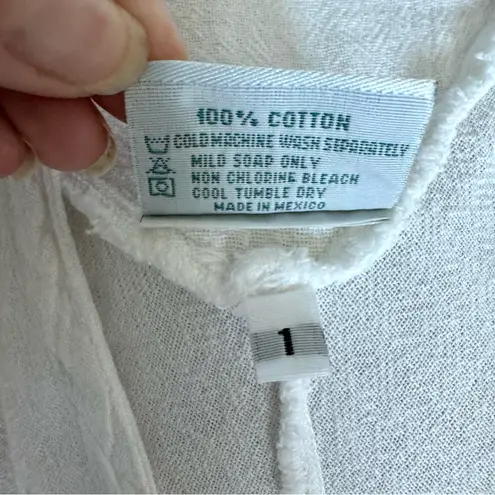 100% COTTON
COLD MACHINE WASH SEPARATELY
MILD SOAP ONLY
NON CHLORINE BLEACH
COOL TUMBLE DRY
MADE IN MEXICO
1